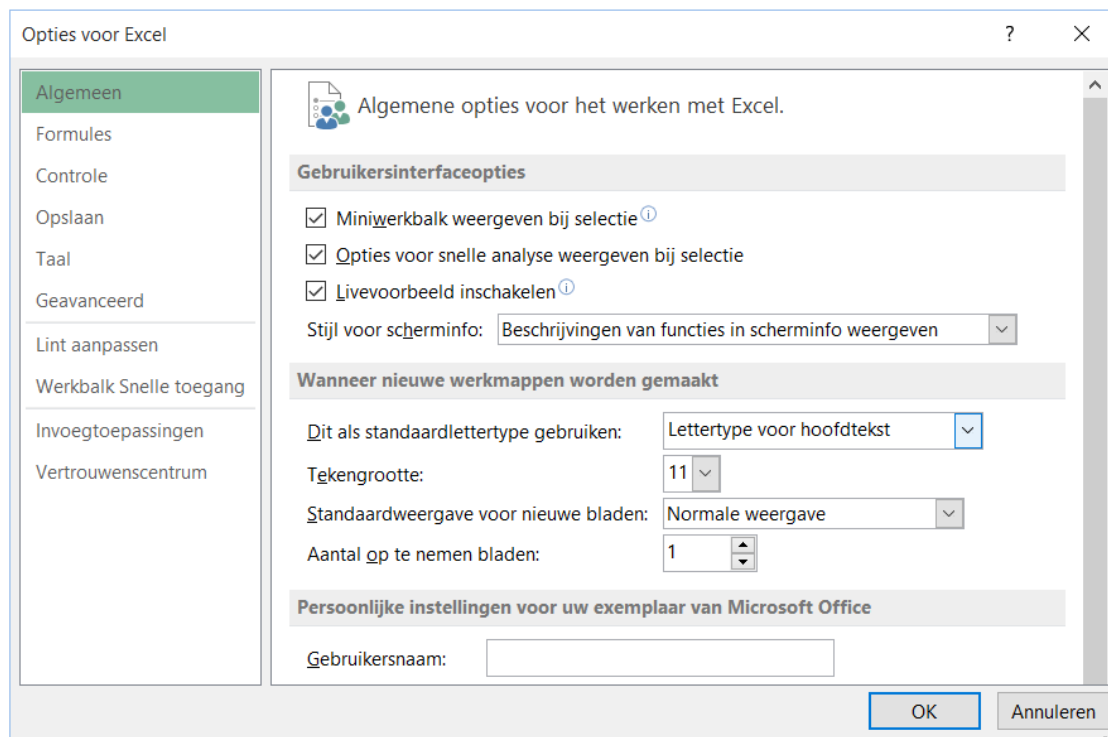 Opties voor Excel
?
Algemeen
Formules
Controle
Opslaan
Taal
Geavanceerd
Lint aanpassen
Werkbalk Snelle toegang
Invoegtoepassingen
Vertrouwenscentrum
Algemene opties voor het werken met Excel.
Gebruikersinterfaceopties
Miniwerkbalk weergeven bij selectie
Opties voor snelle analyse weergeven bij selectie
Livevoorbeeld inschakelen
Stijl voor scherminfo: Beschrijvingen van functies in scherminfo weergeven
Wanneer nieuwe werkmappen worden gemaakt
Dit als standaardlettertype gebruiken: Lettertype voor hoofdtekst
Tekengrootte: 11
Standaardweergave voor nieuwe bladen: Normale weergave
Aantal op te nemen bladen: 1
Persoonlijke instellingen voor uw exemplaar van Microsoft Office
Gebruikersnaam:
OK Annuleren